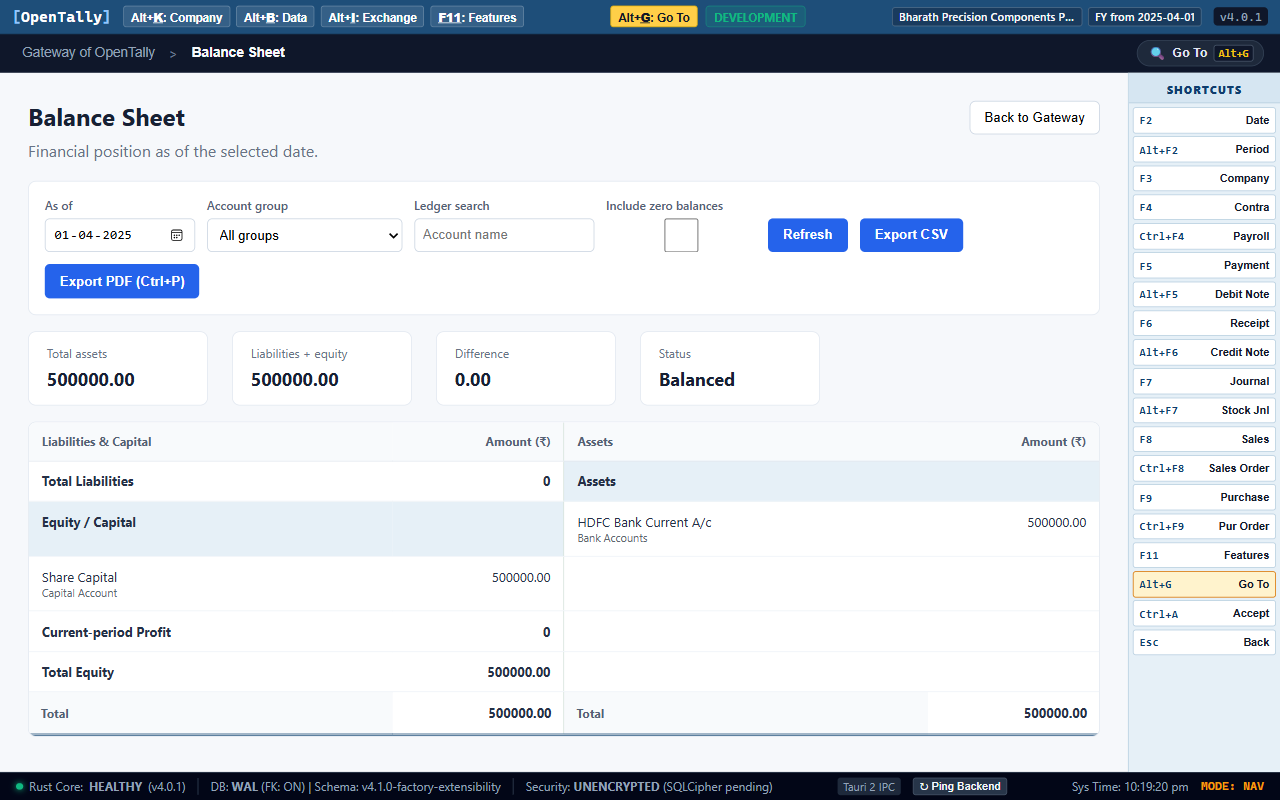 [OpenTally] Alt+K: Company Alt+B: Data Alt+I: Exchange F11: Features Alt+G: Go To DEVELOPMENT Bharath Precision Components P... FY from 2025-04-01 v4.0.1
Gateway of OpenTally > Balance Sheet Go To Alt+G
Balance Sheet
Back to Gateway
Financial position as of the selected date.
As of Account group Ledger search Include zero balances
01-04-2025 All groups Account name Refresh Export CSV
Export PDF (Ctrl+P)
Total assets Liabilities + equity Difference Status
500000.00 500000.00 0.00 Balanced
Liabilities & Capital Amount (₹) Assets Amount (₹)
Total Liabilities 0 Assets
Equity / Capital HDFC Bank Current A/c 500000.00
Bank Accounts
Share Capital 500000.00
Capital Account
Current-period Profit 0
Total Equity 500000.00
Total 500000.00 Total 500000.00
SHORTCUTS
F2 Date
Alt+F2 Period
F3 Company
F4 Contra
Ctrl+F4 Payroll
F5 Payment
Alt+F5 Debit Note
F6 Receipt
Alt+F6 Credit Note
F7 Journal
Alt+F7 Stock Jnl
F8 Sales
Ctrl+F8 Sales Order
F9 Purchase
Ctrl+F9 Pur Order
F11 Features
Alt+G Go To
Ctrl+A Accept
Esc Back
Rust Core: HEALTHY (v4.0.1) DB: WAL (FK: ON) | Schema: v4.1.0-factory-extensibility Security: UNENCRYPTED (SQLCipher pending) Tauri 2 IPC ↻ Ping Backend Sys Time: 10:19:20 pm MODE: NAV